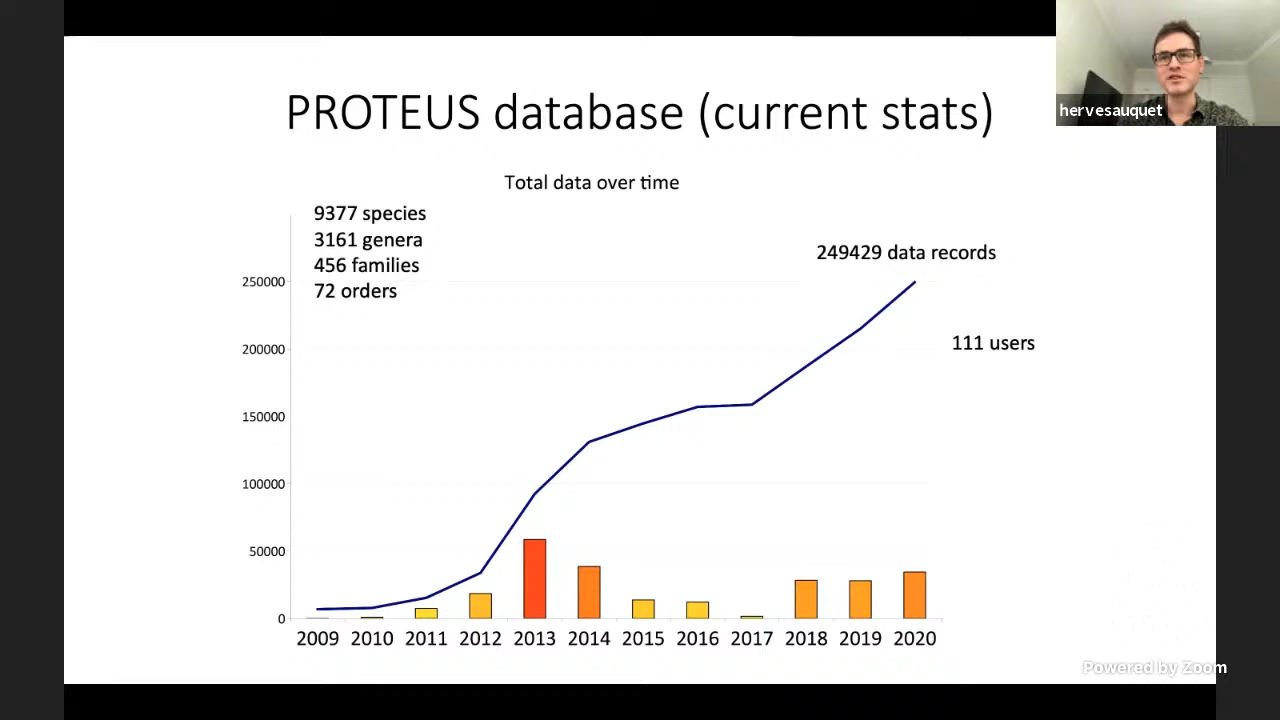 PROTEUS database (current stats)
hervesauquet
Total data over time
9377 species
3161 genera
456 families
72 orders
249429 data records
111 users
250000
200000
150000
100000
50000
0
2009 2010 2011 2012 2013 2014 2015 2016 2017 2018 2019 2020
Powered by Zoom